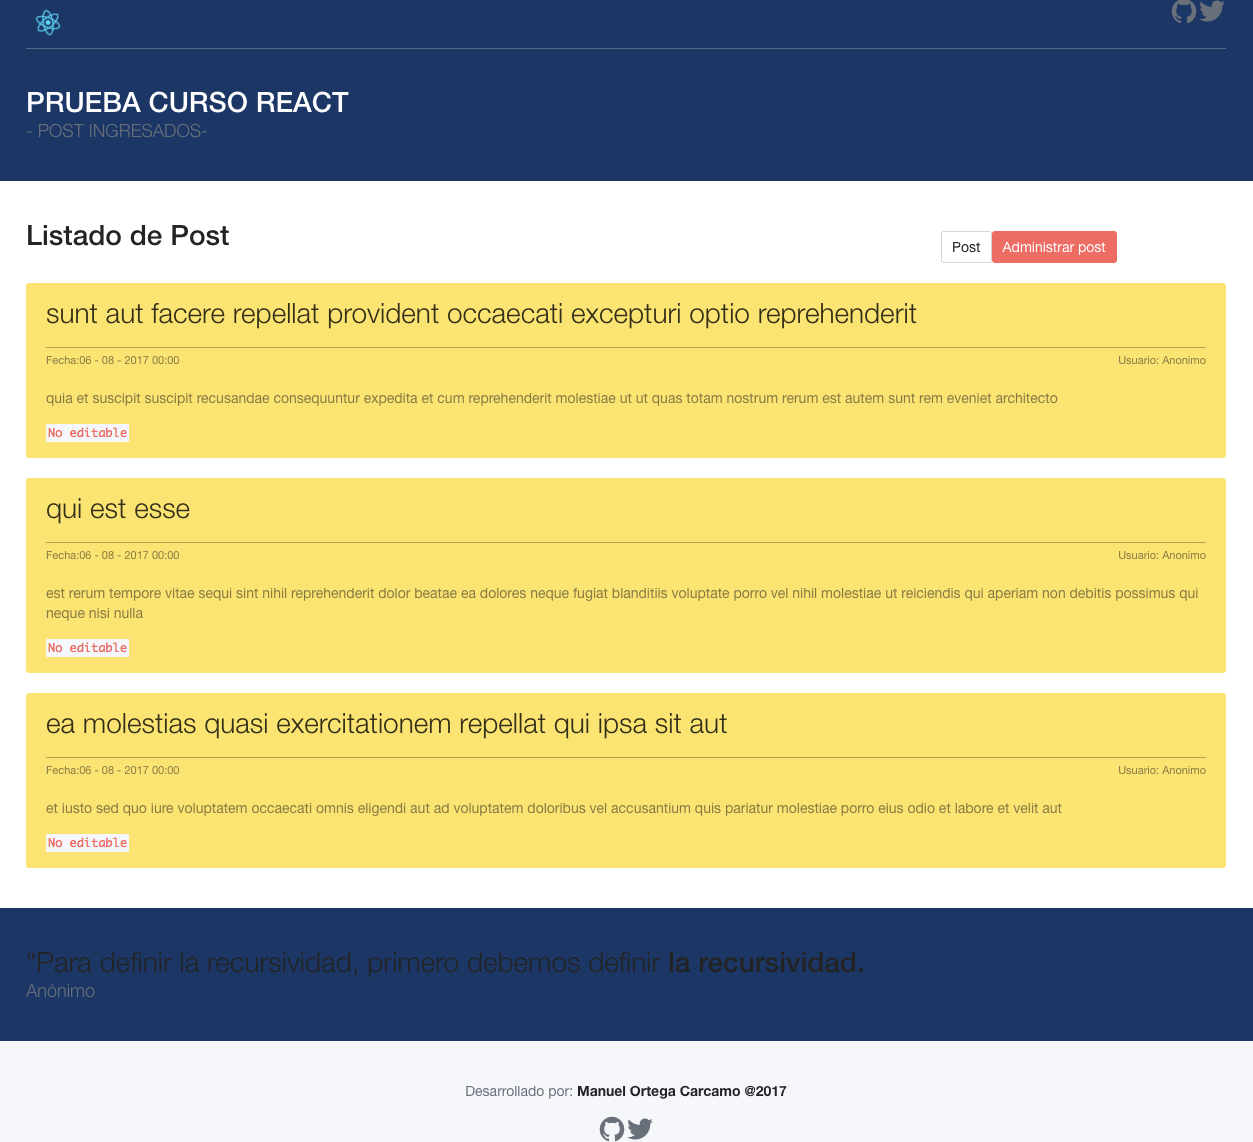 PRUEBA CURSO REACT
- POST INGRESADOS-
Listado de Post
Post
Administrar post
sunt aut facere repellat provident occaecati excepturi optio reprehenderit
Fecha:06 - 08 - 2017 00:00
Usuario: Anonimo
quia et suscipit suscipit recusandae consequuntur expedita et cum reprehenderit molestiae ut ut quas totam nostrum rerum est autem sunt rem eveniet architecto
No editable
qui est esse
Fecha:06 - 08 - 2017 00:00
Usuario: Anonimo
est rerum tempore vitae sequi sint nihil reprehenderit dolor beatae ea dolores neque fugiat blanditiis voluptate porro vel nihil molestiae ut reiciendis qui aperiam non debitis possimus qui
neque nisi nulla
No editable
ea molestias quasi exercitationem repellat qui ipsa sit aut
Fecha:06 - 08 - 2017 00:00
Usuario: Anonimo
et iusto sed quo iure voluptatem occaecati omnis eligendi aut ad voluptatem doloribus vel accusantium quis pariatur molestiae porro eius odio et labore et velit aut
No editable
“Para definir la recursividad, primero debemos definir la recursividad.
Anónimo
Desarrollado por: Manuel Ortega Carcamo @2017